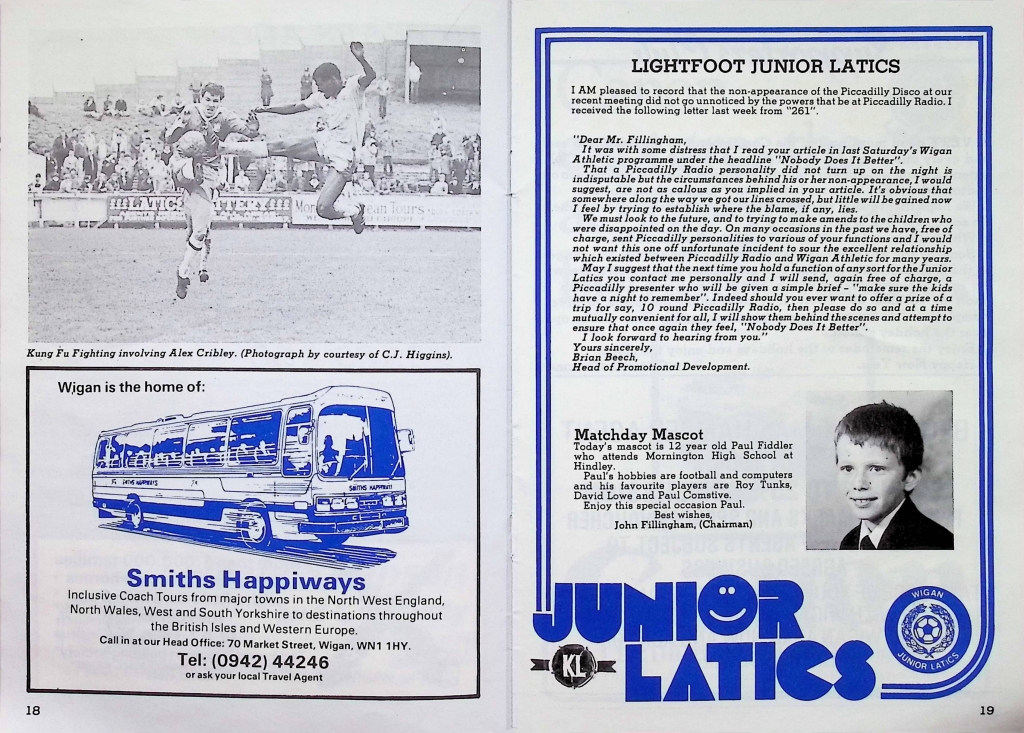 LATICS
Kung Fu Fighting involving Alex Cribley. (Photograph by courtesy of C.J. Higgins).
Wigan is the home of:
SMITHS HAPPIWAYS
SMITHS HAPPIWAYS
Smiths Happiways
Inclusive Coach Tours from major towns in the North West England,
North Wales, West and South Yorkshire to destinations throughout
the British Isles and Western Europe.
Call in at our Head Office: 70 Market Street, Wigan, WN1 1HY.
Tel: (0942) 44246
or ask your local Travel Agent
18
LIGHTFOOT JUNIOR LATICS
I AM pleased to record that the non-appearance of the Piccadilly Disco at our
recent meeting did not go unnoticed by the powers that be at Piccadilly Radio. I
received the following letter last week from "261".
"Dear Mr. Fillingham,
It was with some distress that I read your article in last Saturday's Wigan
Athletic programme under the headline "Nobody Does It Better".
That a Piccadilly Radio personality did not turn up on the night is
indisputable but the circumstances behind his or her non-appearance, I would
suggest, are not as callous as you implied in your article. It's obvious that
somewhere along the way we got our lines crossed, but little will be gained now
I feel by trying to establish where the blame, if any, lies.
We must look to the future, and to trying to make amends to the children who
were disappointed on the day. On many occasions in the past we have, free of
charge, sent Piccadilly personalities to various of your functions and I would
not want this one off unfortunate incident to sour the excellent relationship
which existed between Piccadilly Radio and Wigan Athletic for many years.
May I suggest that the next time you hold a function of any sort for the Junior
Latics you contact me personally and I will send, again free of charge, a
Piccadilly presenter who will be given a simple brief – "make sure the kids
have a night to remember". Indeed should you ever want to offer a prize of a
trip for say, 10 round Piccadilly Radio, then please do so and at a time
mutually convenient for all, I will show them behind the scenes and attempt to
ensure that once again they feel, "Nobody Does It Better".
I look forward to hearing from you."
Yours sincerely,
Brian Beech,
Head of Promotional Development.
Matchday Mascot
Today's mascot is 12 year old Paul Fiddler
who attends Mornington High School at
Hindley.
Paul's hobbies are football and computers
and his favourite players are Roy Tunks,
David Lowe and Paul Comstive.
Enjoy this special occasion Paul.
Best wishes,
John Fillingham, (Chairman)
JUNIOR
LATICS
KL
WIGAN
JUNIOR LATICS
19